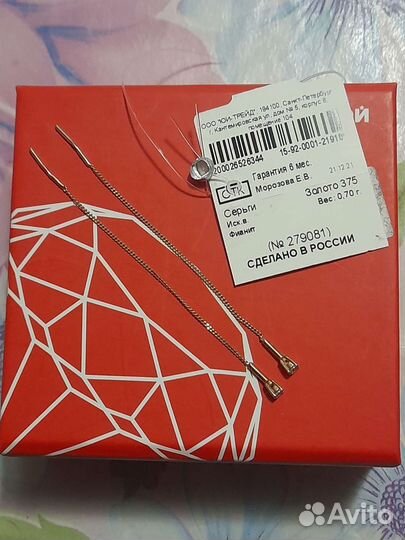 ООО "ЮИ-ТРЕЙД", 194100, Санкт-Петербург
г, Кантемировская ул, дом № 5, корпус В,
помещение 104
200026526344
15-92-0001-21910
Гарантия 6 мес.
21.12.21
ОТК
Морозова Е.В.
Серьги
Золото 375
Иск.в.
Вес: 0,70 г.
Фианит
(№ 279081)
СДЕЛАНО В РОССИИ
ИЙ
Avito